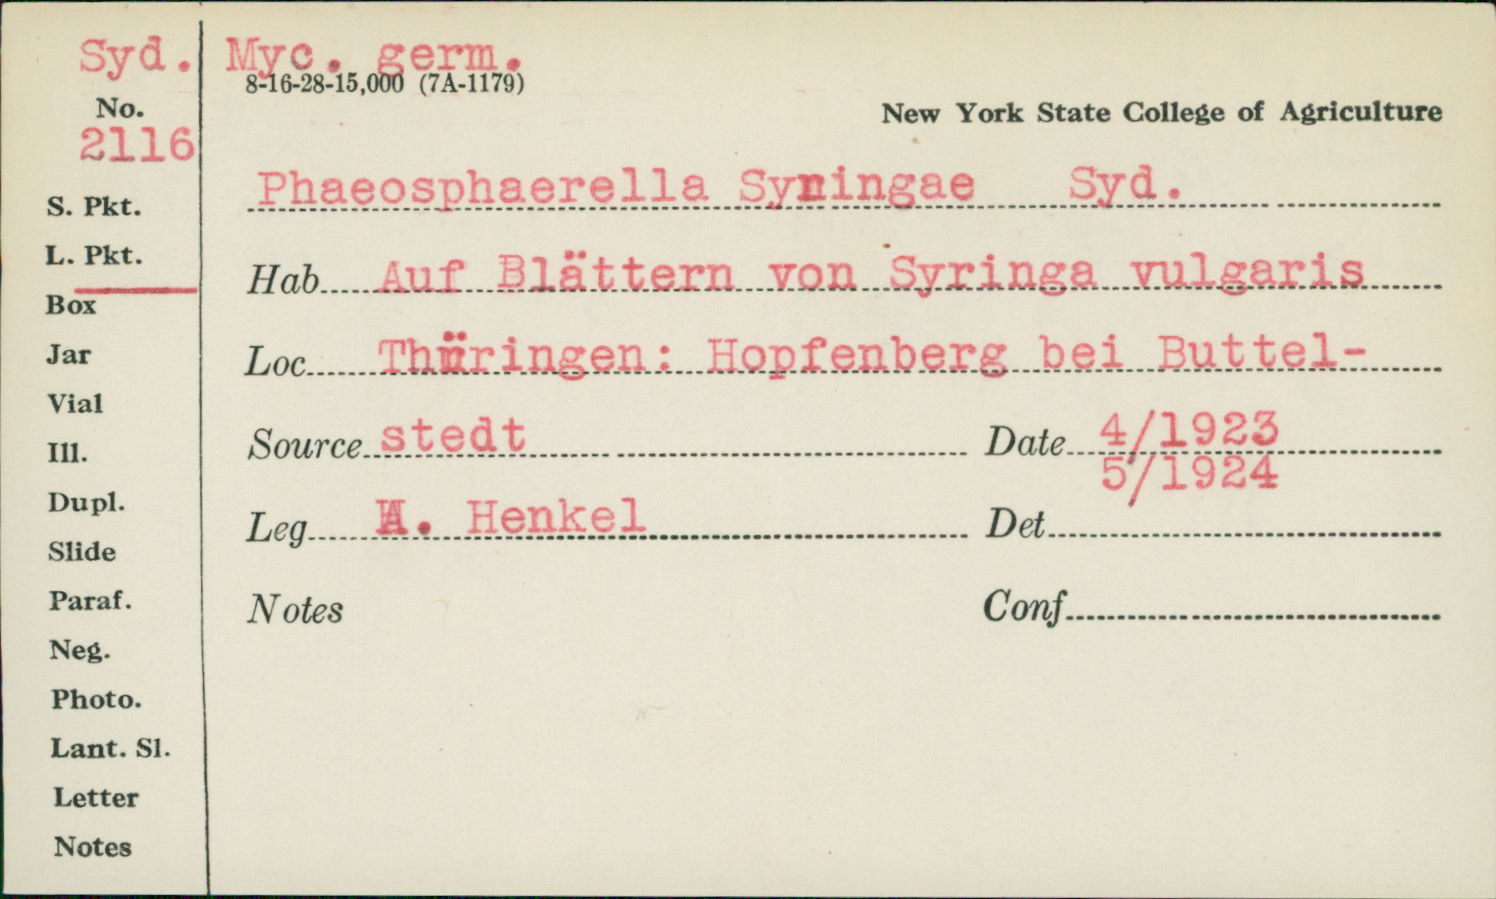 Syd. Myc. germ.
8-16-28-15,000 (7A-1179)
No.
New York State College of Agriculture
2116
Phaeosphaerella Syringae Syd.
S. Pkt.
L. Pkt.
Hab. Auf Blättern von Syringa vulgaris
Box
Jar
Loc. Thüringen: Hopfenberg bei Buttel-
Vial
Ill.
Source stedt Date 4/1923
5/1924
Dupl.
Leg. A. Henkel Det.
Slide
Paraf.
Notes Conf.
Neg.
Photo.
Lant. Sl.
Letter
Notes